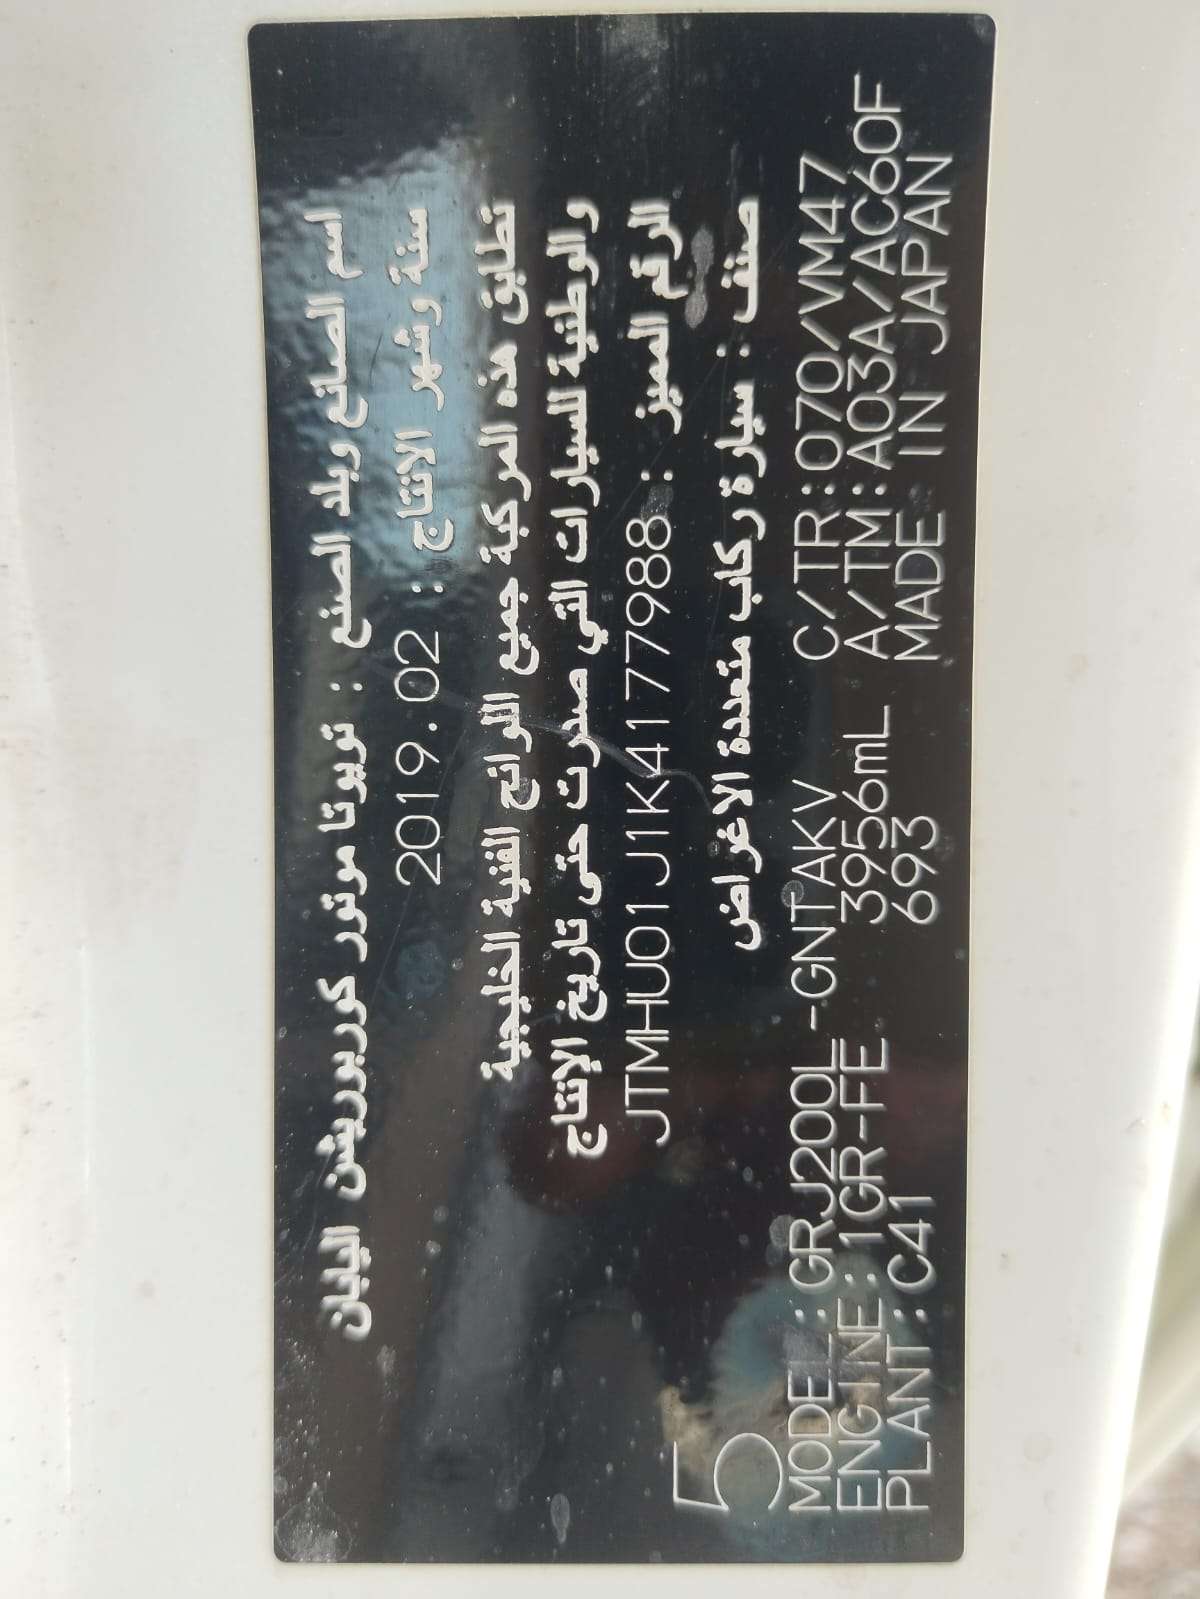 اسم الصانع وبلد الصنع : تويوتا موتور كوربوريشن اليابان
سنة وشهر الانتاج : 2019.02
تطابق هذه المركبة جميع اللوائح الفنية الخليجية
والوطنية للسيارات التي صدرت حتى تاريخ الإنتاج
الرقم المميز : JTMHU01J1K4177988
صنف : سيارة ركاب متعددة الاغراض
5
MODEL:GRJ200L-GNTAKV C/TR:070/VM47
ENGINE:1GR-FE 3956mL A/TM:A03A/AC60F
PLANT:C41 693 MADE IN JAPAN